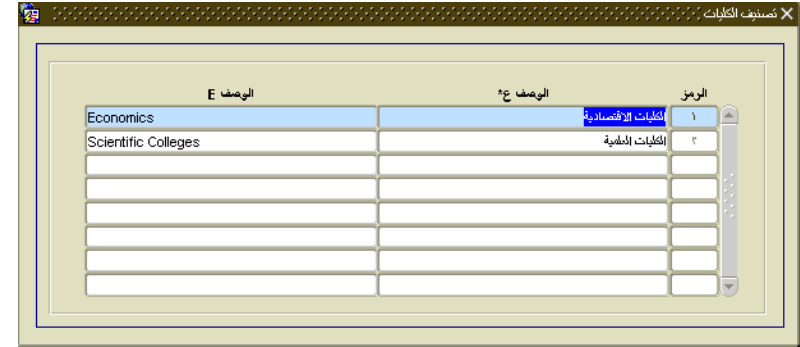 تصنيف الكليات
الرمز الوصف ع* الوصف E
١ الكليات الاقتصادية Economics
٢ الكليات العلمية Scientific Colleges